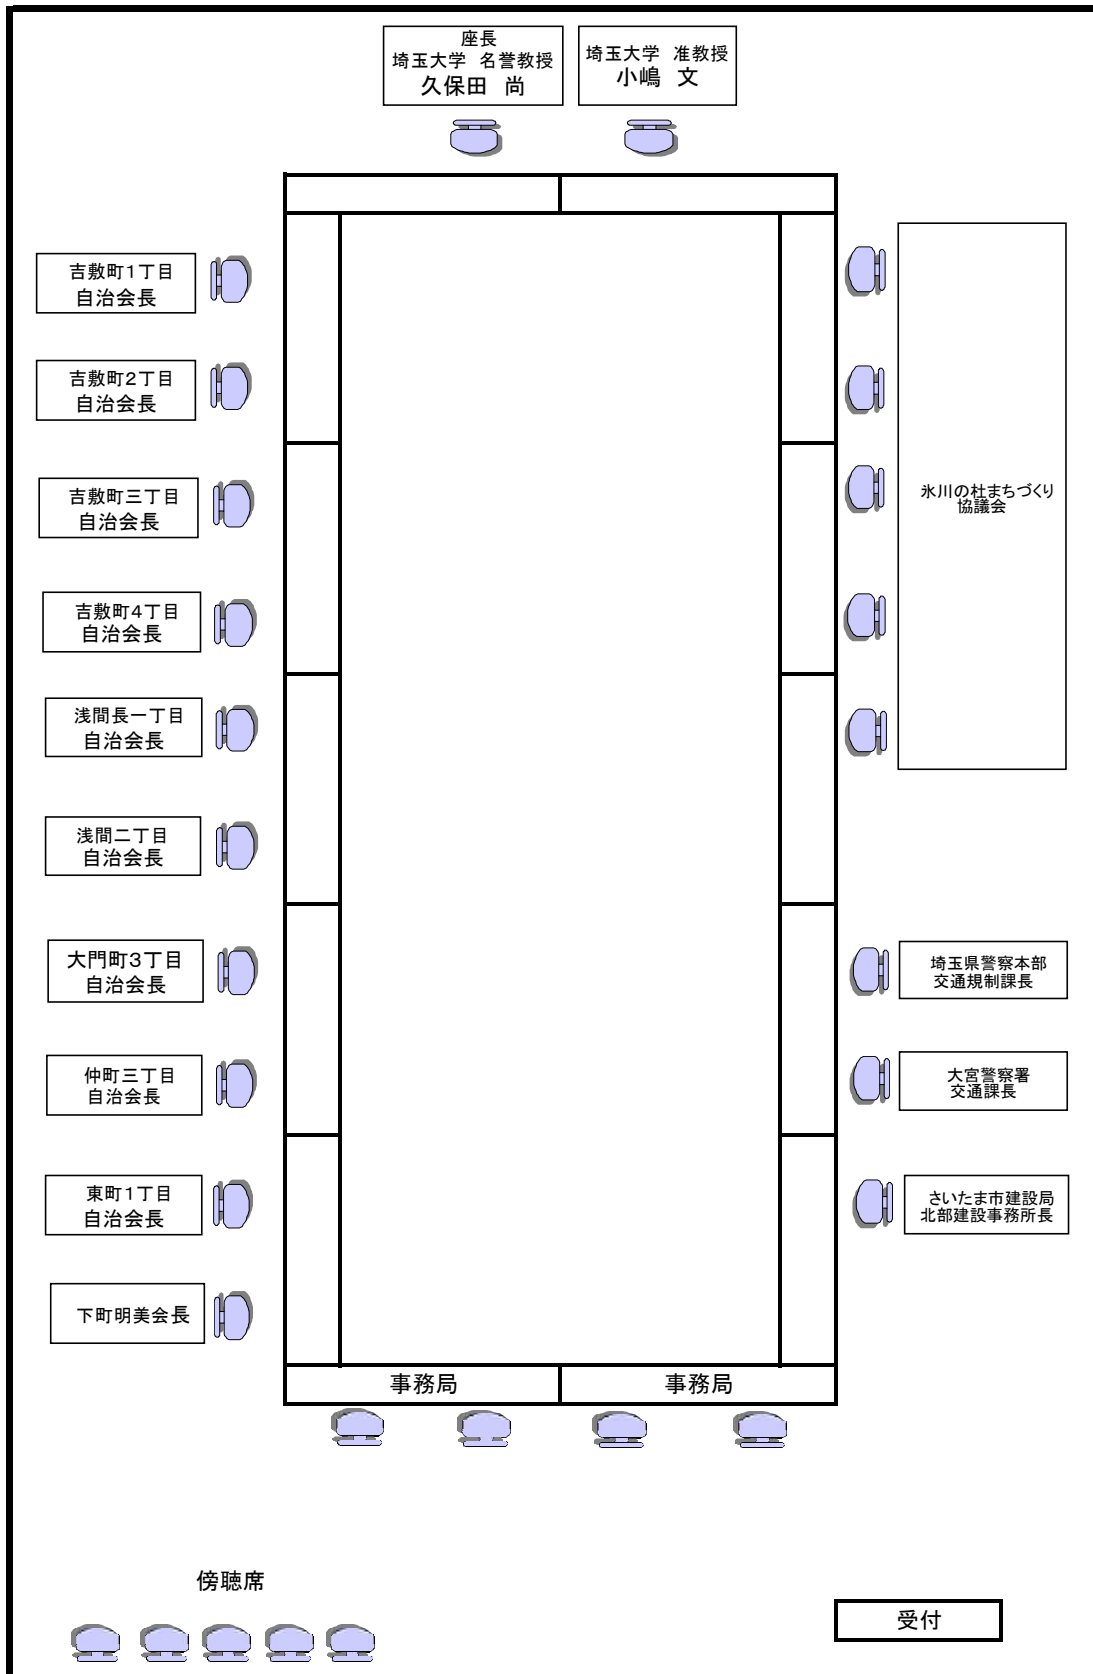 座長
埼玉大学 名誉教授
久保田 尚
埼玉大学 准教授
小嶋 文
吉敷町1丁目
自治会長
吉敷町2丁目
自治会長
吉敷町三丁目
自治会長
吉敷町4丁目
自治会長
浅間長一丁目
自治会長
浅間二丁目
自治会長
大門町3丁目
自治会長
仲町三丁目
自治会長
東町1丁目
自治会長
下町明美会長
氷川の杜まちづくり
協議会
埼玉県警察本部
交通規制課長
大宮警察署
交通課長
さいたま市建設局
北部建設事務所長
事務局
事務局
傍聴席
受付